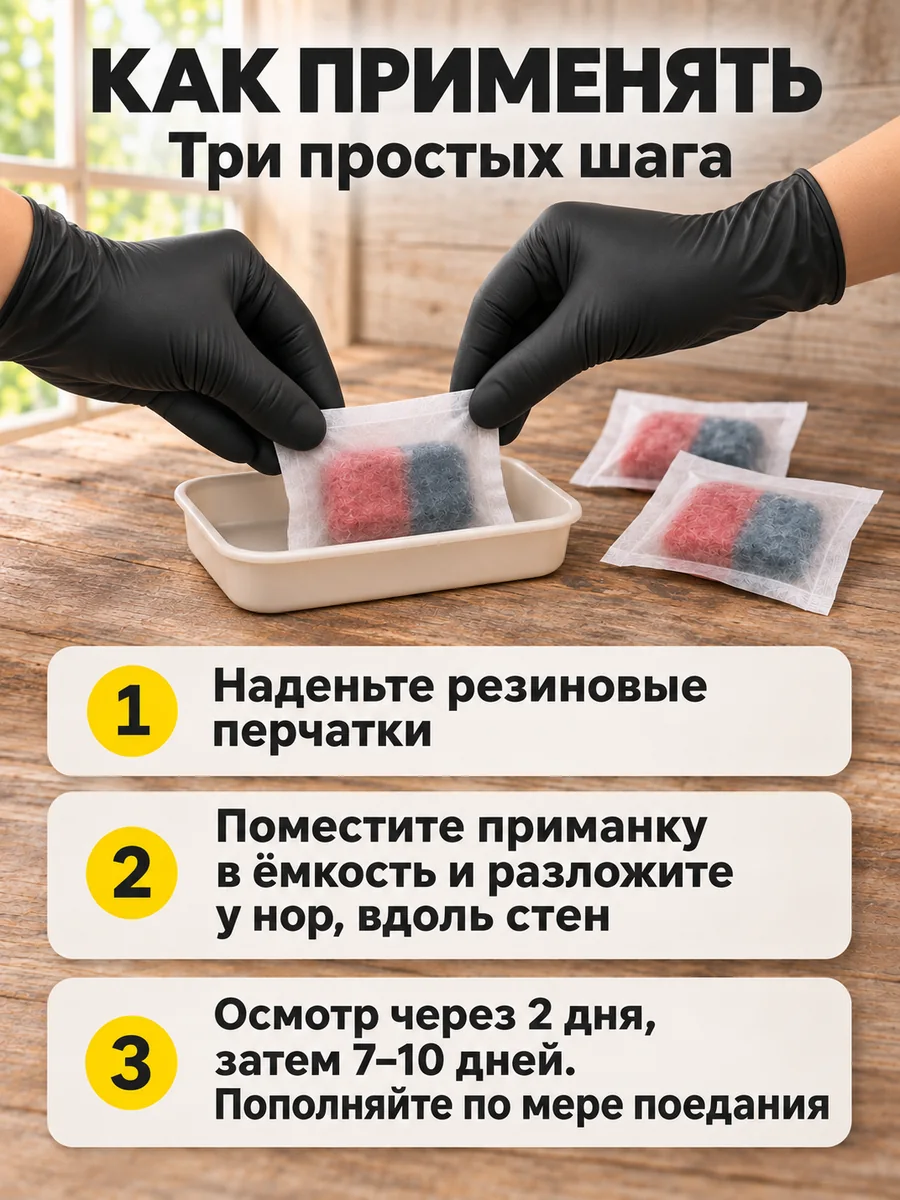 КАК ПРИМЕНЯТЬ
Три простых шага
1
Наденьте резиновые
перчатки
2
Поместите приманку
в ёмкость и разложите
у нор, вдоль стен
3
Осмотр через 2 дня,
затем 7–10 дней.
Пополняйте по мере поедания